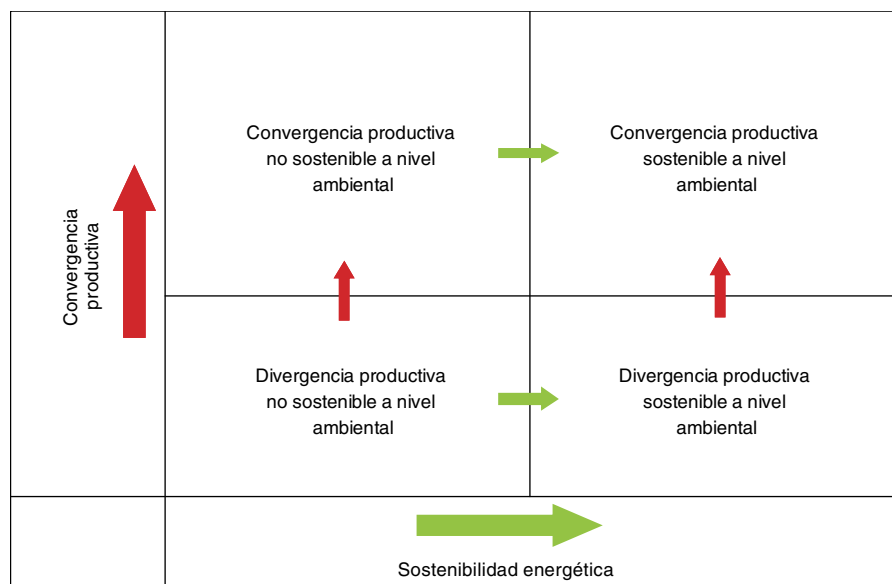 Convergencia
productiva
Convergencia productiva
no sostenible a nivel
ambiental
Convergencia productiva
sostenible a nivel
ambiental
Divergencia productiva
no sostenible a nivel
ambiental
Divergencia productiva
sostenible a nivel
ambiental
Sostenibilidad energética